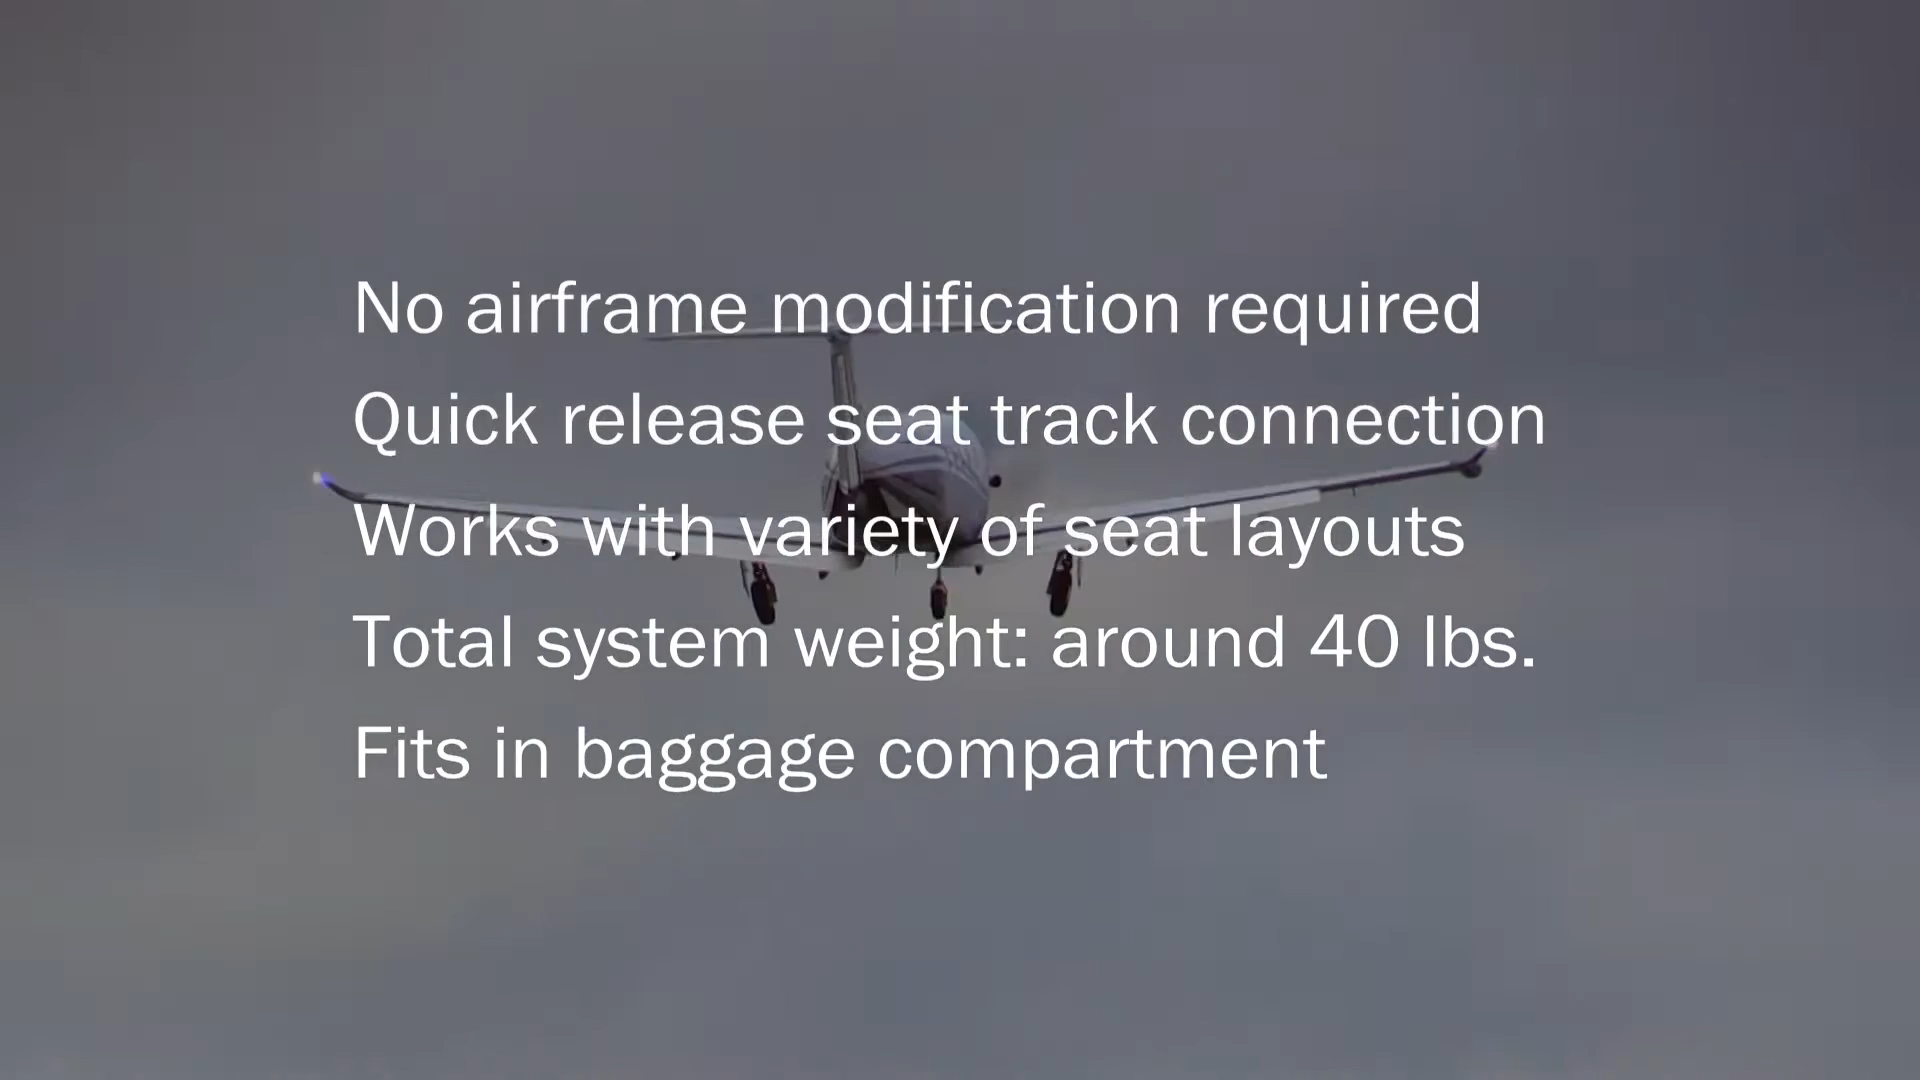 No airframe modification required
Quick release seat track connection
Works with variety of seat layouts
Total system weight: around 40 lbs.
Fits in baggage compartment